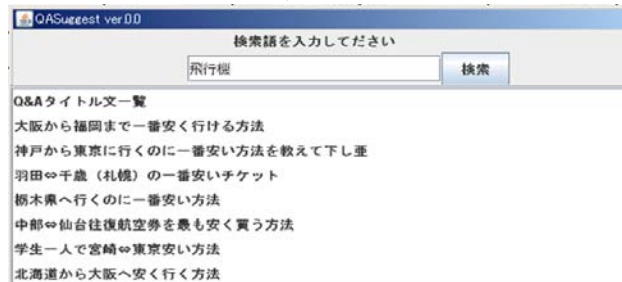 QASuggest ver.0.0
検索語を入力してださい
飛行機 検索
Q&Aタイトル文一覧
大阪から福岡まで一番安く行ける方法
神戸から東京に行くのに一番安い方法を教えて下し亜
羽田⇔千歳（札幌）の一番安いチケット
栃木県へ行くのに一番安い方法
中部⇔仙台往復航空券を最も安く買う方法
学生一人で宮崎⇔東京安い方法
北海道から大阪へ安く行く方法